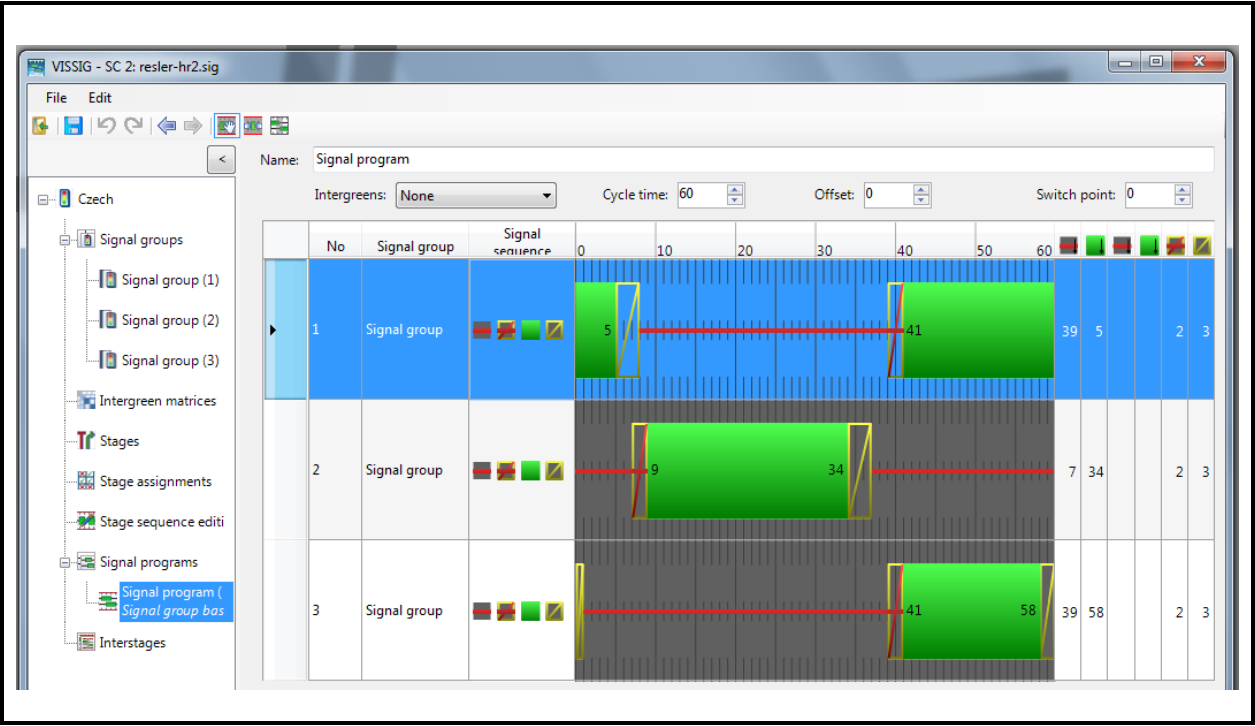 VISSIG - SC 2: resler-hr2.sig
File Edit
<
Name: Signal program
Intergreens: None Cycle time: 60 Offset: 0 Switch point: 0
Czech
Signal groups
Signal group (1)
Signal group (2)
Signal group (3)
Intergreen matrices
Stages
Stage assignments
Stage sequence editi
Signal programs
Signal program (
Signal group bas
Interstages
No Signal group Signal sequence 0 10 20 30 40 50 60
1 Signal group 5 41 39 5 2 3
2 Signal group 9 34 7 34 2 3
3 Signal group 41 58 39 58 2 3